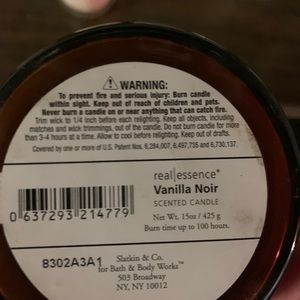 ⚠ WARNING:
To prevent fire and serious injury: Burn candle
within sight. Keep out of reach of children and pets.
Never burn a candle on or near anything that can catch fire.
Trim wick to 1/4 inch before each relighting. Keep all objects, including
matches and wick trimmings, out of the candle. Do not burn candle for more
than 3-4 hours at a time. Allow to cool before relighting. Keep out of drafts.
Covered by one or more of U.S. Patent Nos. 6,284,007, 6,497,735 and 6,730,137.
real|essence®
Vanilla Noir
SCENTED CANDLE
Net Wt. 15oz / 425 g
Burn time up to 100 hours.
0 637293 214779
8302A3A1
Slatkin & Co.
for Bath & Body Works™
503 Broadway
NY, NY 10012